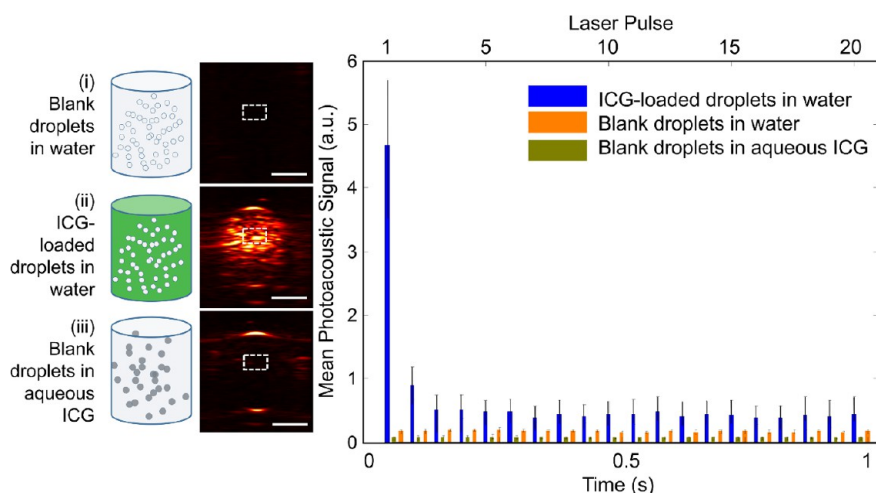 (i)
Blank
droplets
in water
(ii)
ICG-
loaded
droplets in
water
(iii)
Blank
droplets in
aqueous
ICG
Laser Pulse
1 5 10 15 20
Mean Photoacoustic Signal (a.u.)
6
5
4
3
2
1
0
ICG-loaded droplets in water
Blank droplets in water
Blank droplets in aqueous ICG
0 0.5 1
Time (s)